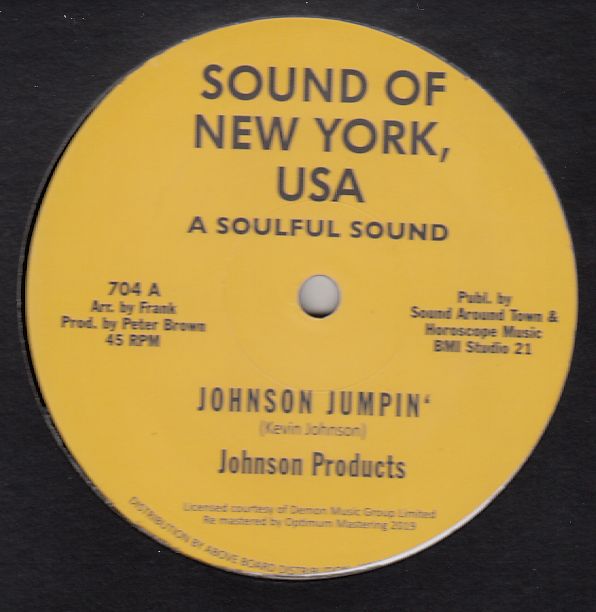 SOUND OF
NEW YORK,
USA
A SOULFUL SOUND
704 A
Arr. by Frank
Prod. by Peter Brown
45 RPM
Publ. by
Sound Around Town &
Horoscope Music
BMI Studio 21
JOHNSON JUMPIN‘
(Kevin Johnson)
Johnson Products
Licensed courtesy of Demon Music Group Limited
Re mastered by Optimum Mastering 2019
DISTRIBUTION BY ABOVE BOARD DISTRIBUTION